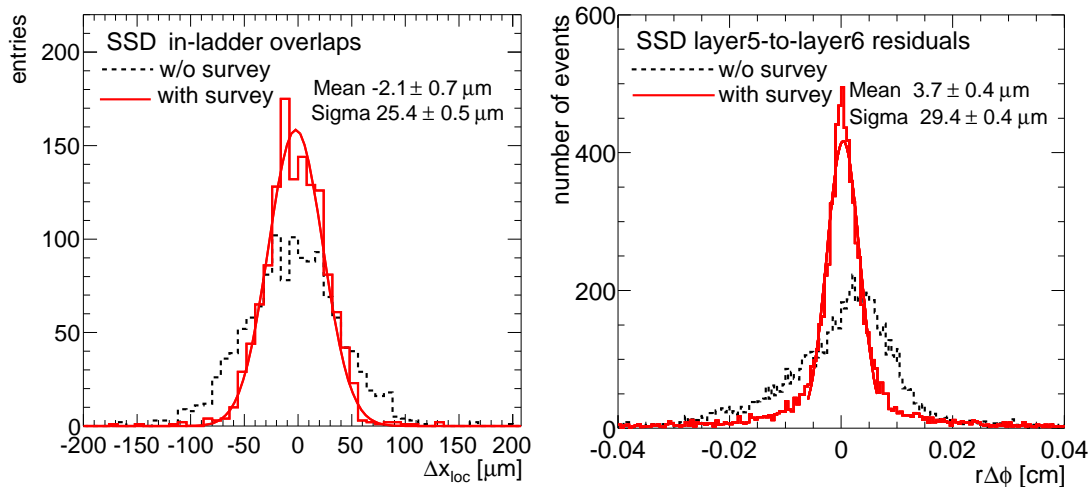 SSD in-ladder overlaps
w/o survey
with survey
Mean -2.1 ± 0.7 μm
Sigma 25.4 ± 0.5 μm
entries
200
150
100
50
0
-200 -150 -100 -50 0 50 100 150 200
Δx_loc [μm]
SSD layer5-to-layer6 residuals
w/o survey
with survey
Mean 3.7 ± 0.4 μm
Sigma 29.4 ± 0.4 μm
number of events
600
400
200
0
-0.04 -0.02 0 0.02 0.04
rΔϕ [cm]